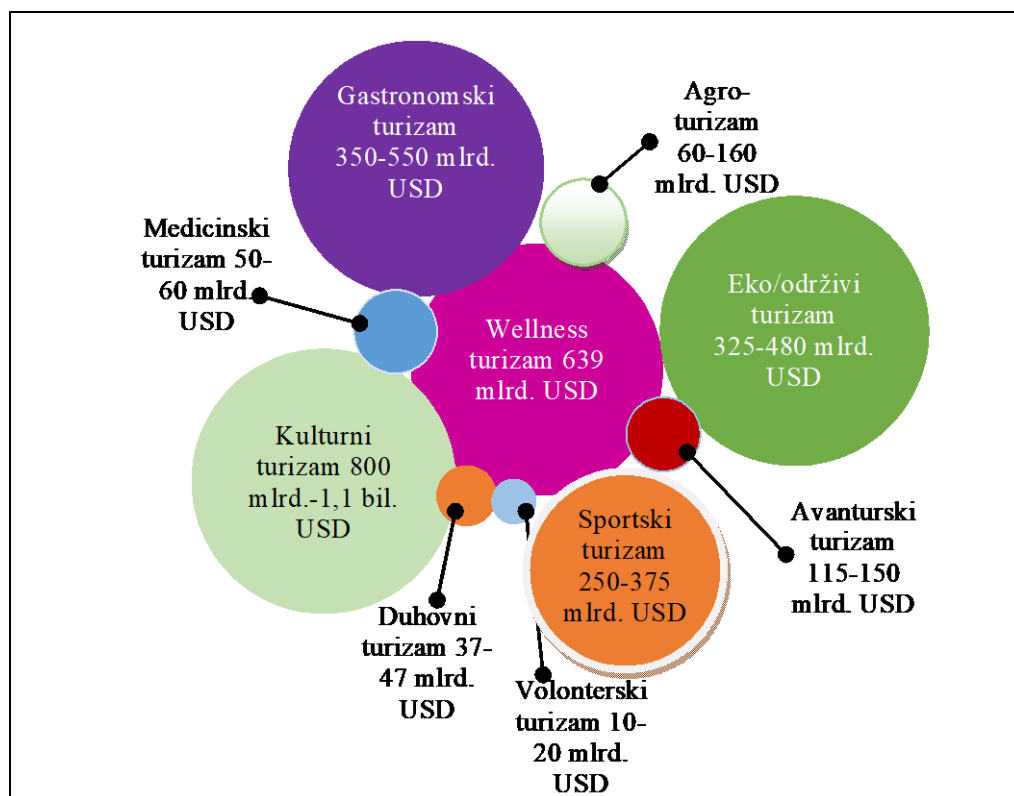 Gastronomski
turizam
350-550 mlrd.
USD
Agro-
turizam
60-160
mlrd. USD
Medicinski
turizam 50-
60 mlrd.
USD
Eko/održivi
turizam
325-480 mlrd.
USD
Wellness
turizam 639
mlrd. USD
Kulturni
turizam 800
mlrd.-1,1 bil.
USD
Sportski
turizam
250-375
mlrd. USD
Avanturski
turizam
115-150
mlrd. USD
Duhovni
turizam 37-
47 mlrd.
USD
Volonterski
turizam 10-
20 mlrd.
USD